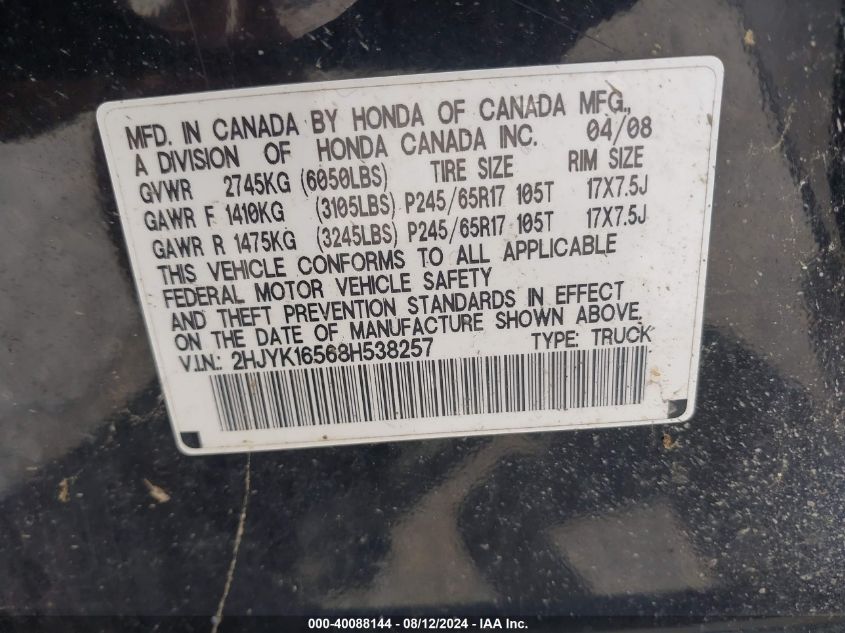 MFD. IN CANADA BY HONDA OF CANADA MFG.,
A DIVISION OF HONDA CANADA INC. 04/08
GVWR 2745KG (6050LBS) TIRE SIZE RIM SIZE
GAWR F 1410KG (3105LBS) P245/65R17 105T 17X7.5J
GAWR R 1475KG (3245LBS) P245/65R17 105T 17X7.5J
THIS VEHICLE CONFORMS TO ALL APPLICABLE
FEDERAL MOTOR VEHICLE SAFETY
AND THEFT PREVENTION STANDARDS IN EFFECT
ON THE DATE OF MANUFACTURE SHOWN ABOVE.
V.I.N.: 2HJYK16568H538257 TYPE: TRUCK
000-40088144 - 08/12/2024 - IAA Inc.